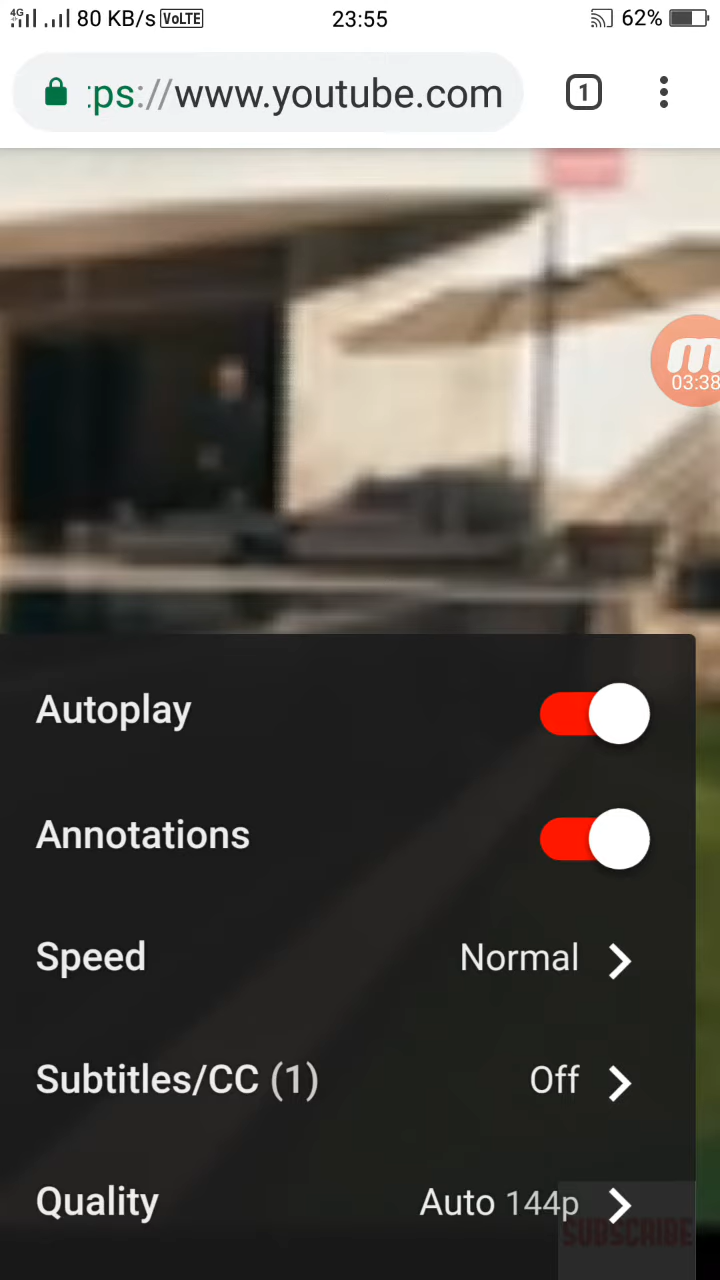 4G 80 KB/s VoLTE 23:55 62%
:ps://www.youtube.com 1
03:38
Autoplay
Annotations
Speed Normal
Subtitles/CC (1) Off
Quality Auto 144p
SUBSCRIBE